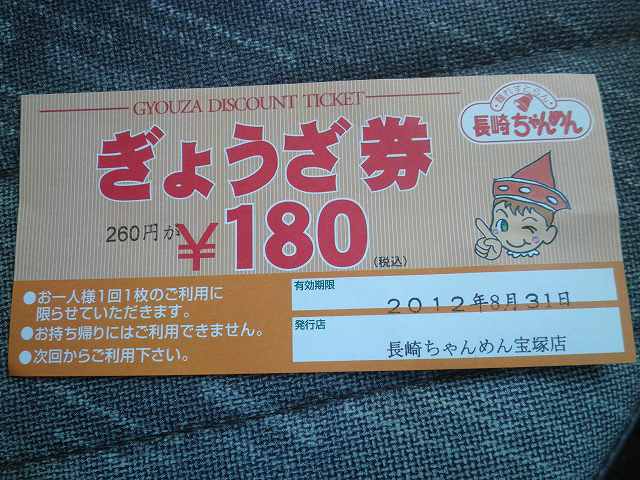 GYOUZA DISCOUNT TICKET
長崎ちゃんめん
ぎょうざ券
260円が
¥180
(税込)
●お一人様1回1枚のご利用に
限らせていただきます。
●お持ち帰りにはご利用できません。
●次回からご利用下さい。
有効期限
2012年8月31日
発行店
長崎ちゃんめん宝塚店